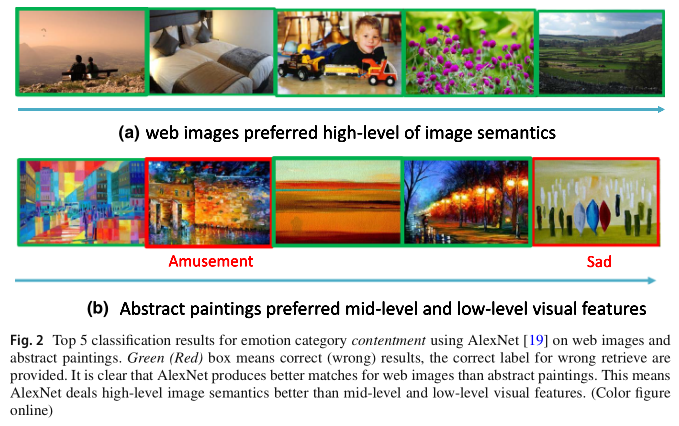 (a) web images preferred high-level of image semantics
Amusement
Sad
(b) Abstract paintings preferred mid-level and low-level visual features
Fig. 2 Top 5 classification results for emotion category contentment using AlexNet [19] on web images and
abstract paintings. Green (Red) box means correct (wrong) results, the correct label for wrong retrieve are
provided. It is clear that AlexNet produces better matches for web images than abstract paintings. This means
AlexNet deals high-level image semantics better than mid-level and low-level visual features. (Color figure
online)